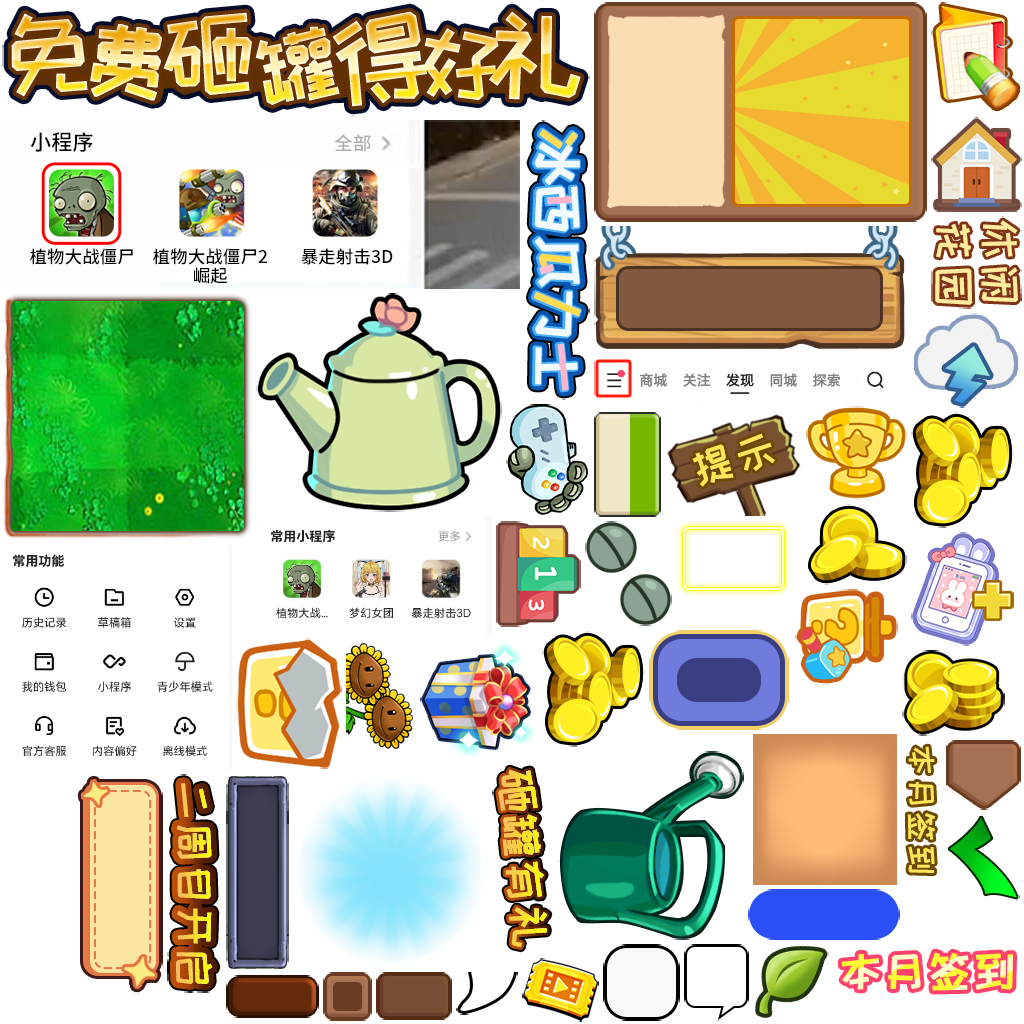 免费砸罐得好礼
小程序
全部
植物大战僵尸
植物大战僵尸2
崛起
暴走射击3D
冰西瓜力士
休闲
花园
商城
关注
发现
同城
探索
提示
常用功能
历史记录
草稿箱
设置
我的钱包
小程序
青少年模式
官方客服
内容偏好
离线模式
常用小程序
更多
植物大战...
梦幻女团
暴走射击3D
2
1
3
?
二周目开启
砸罐有礼
本月签到
本月签到